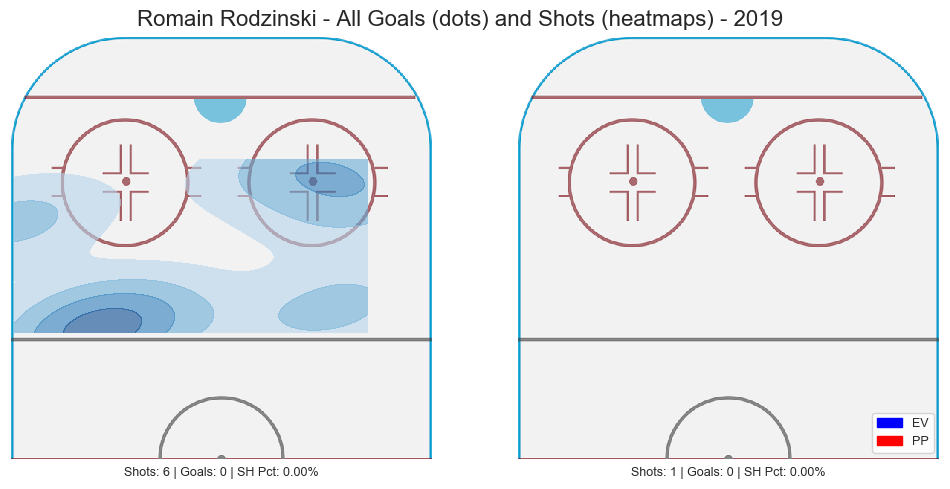 Romain Rodzinski - All Goals (dots) and Shots (heatmaps) - 2019
EV
PP
Shots: 6 | Goals: 0 | SH Pct: 0.00%
Shots: 1 | Goals: 0 | SH Pct: 0.00%